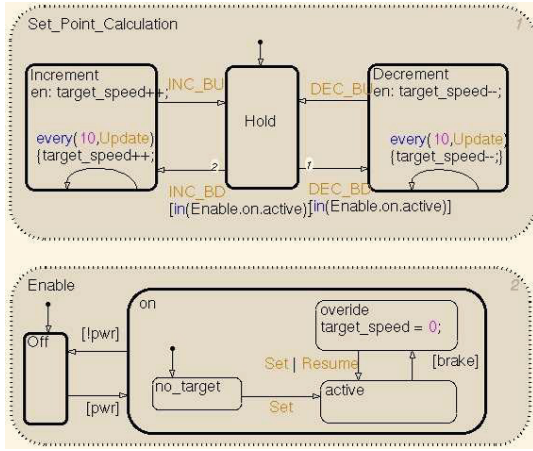 Set_Point_Calculation
1
Increment
en: target_speed++;
every(10,Update)
{target_speed++;
INC_BU
Hold
DEC_BU
Decrement
en: target_speed--;
every(10,Update)
{target_speed--;}
2
INC_BD
[in(Enable.on.active)]
1
DEC_BD
[in(Enable.on.active)]
Enable
2
Off
[!pwr]
[pwr]
on
no_target
Set
overide
target_speed = 0;
Set | Resume
[brake]
active